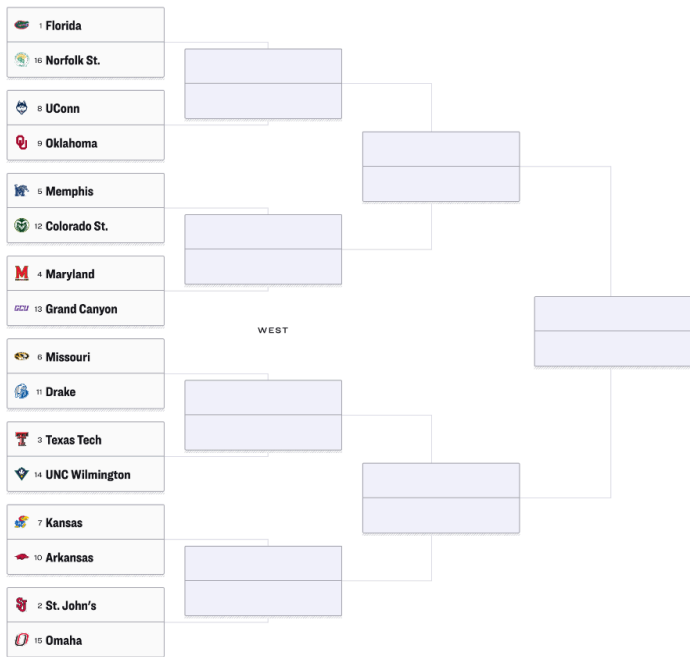 1 Florida
16 Norfolk St.
8 UConn
9 Oklahoma
5 Memphis
12 Colorado St.
4 Maryland
13 Grand Canyon
WEST
6 Missouri
11 Drake
3 Texas Tech
14 UNC Wilmington
7 Kansas
10 Arkansas
2 St. John's
15 Omaha